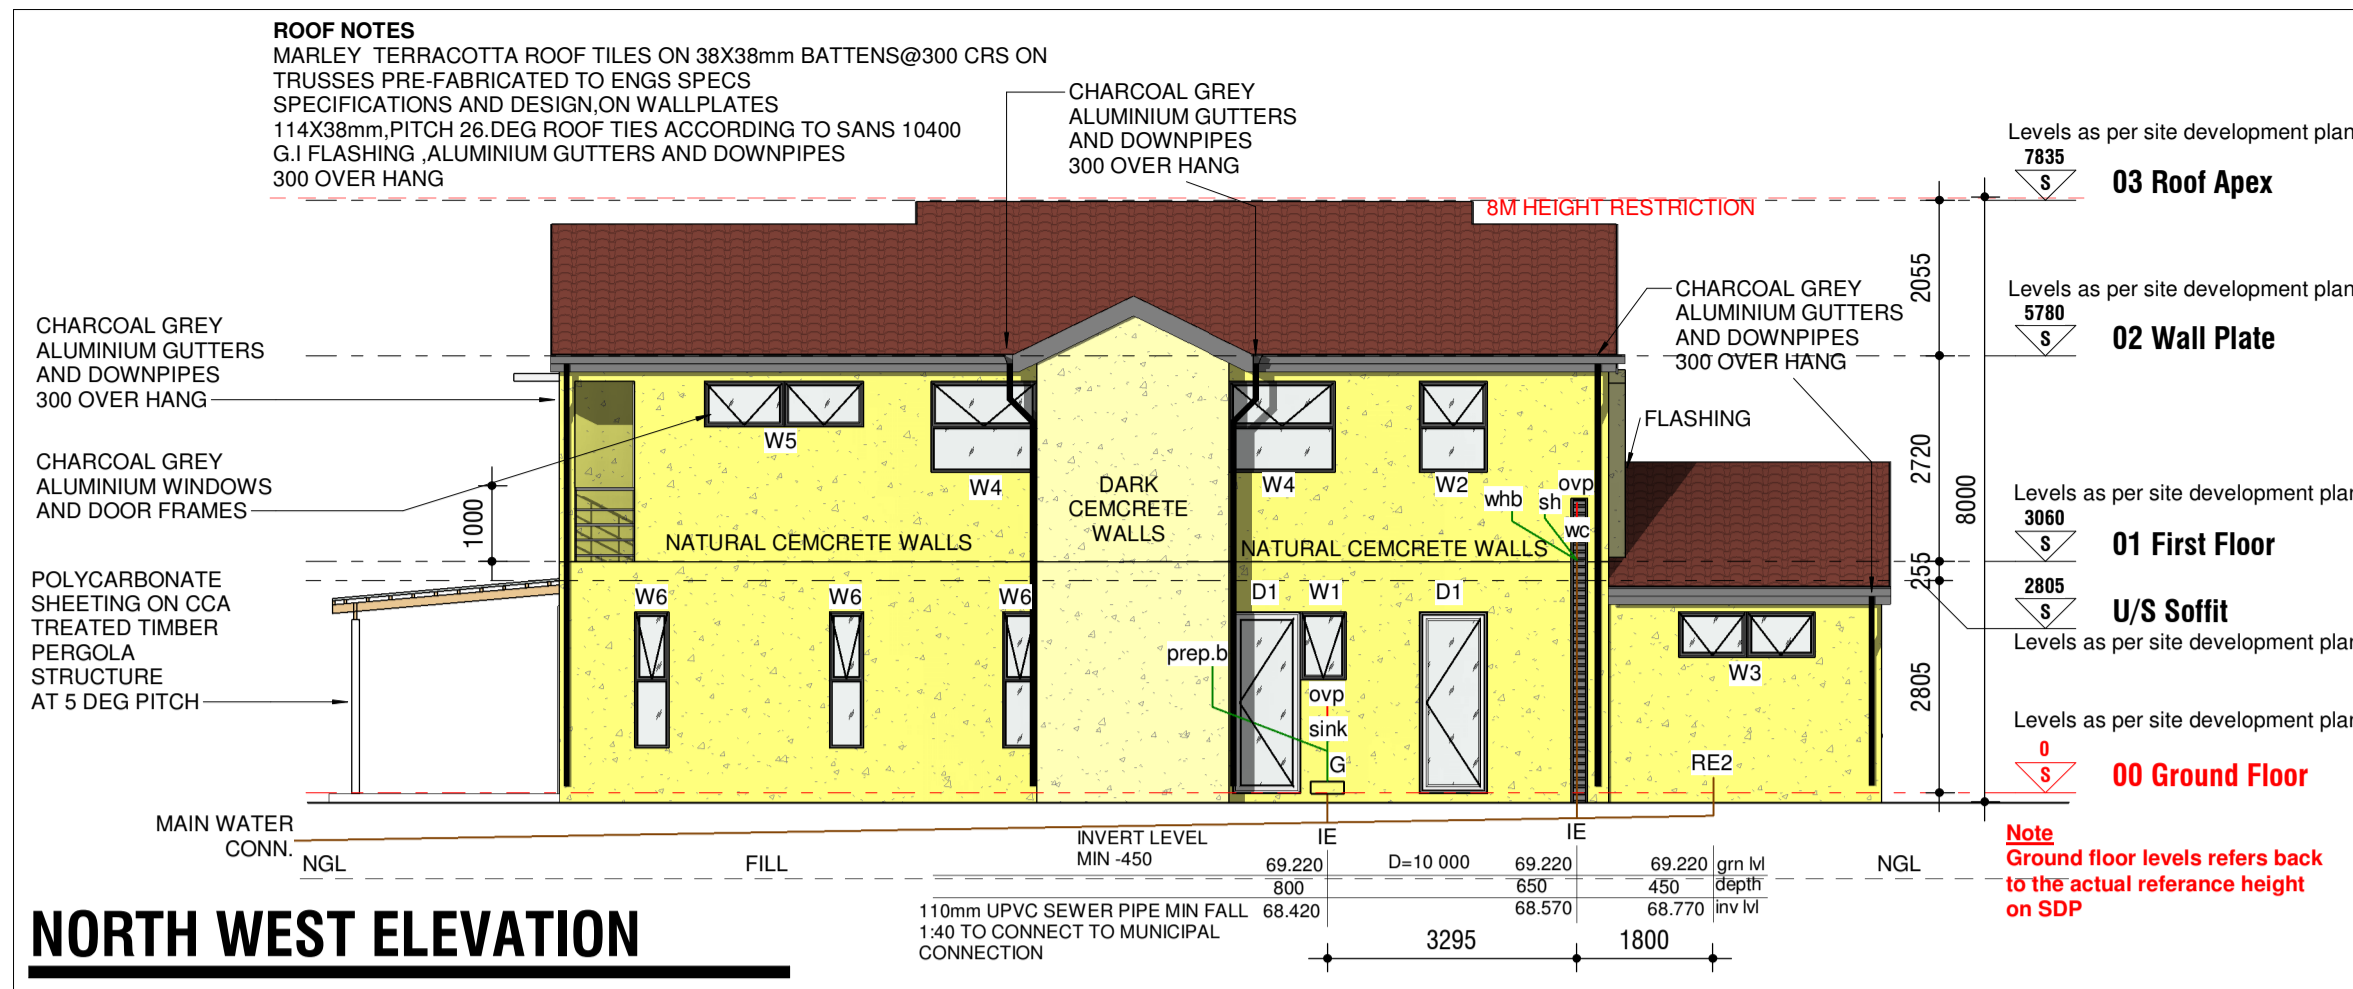 ROOF NOTES
MARLEY TERRACOTTA ROOF TILES ON 38X38mm BATTENS@300 CRS ON
TRUSSES PRE-FABRICATED TO ENGS SPECS
SPECIFICATIONS AND DESIGN,ON WALLPLATES
114X38mm,PITCH 26.DEG ROOF TIES ACCORDING TO SANS 10400
G.I FLASHING ,ALUMINIUM GUTTERS AND DOWNPIPES
300 OVER HANG
CHARCOAL GREY
ALUMINIUM GUTTERS
AND DOWNPIPES
300 OVER HANG
8M HEIGHT RESTRICTION
Levels as per site development plan
7835
S
03 Roof Apex
CHARCOAL GREY
ALUMINIUM GUTTERS
AND DOWNPIPES
300 OVER HANG
2055
Levels as per site development plan
5780
S
02 Wall Plate
CHARCOAL GREY
ALUMINIUM GUTTERS
AND DOWNPIPES
300 OVER HANG
FLASHING
W5
W4
DARK
CEMCRETE
WALLS
W4
W2
CHARCOAL GREY
ALUMINIUM WINDOWS
AND DOOR FRAMES
1000
whb
sh
ovp
wc
2720
8000
NATURAL CEMCRETE WALLS
NATURAL CEMCRETE WALLS
Levels as per site development plan
3060
S
01 First Floor
255
2805
S
U/S Soffit
Levels as per site development plan
POLYCARBONATE
SHEETING ON CCA
TREATED TIMBER
PERGOLA
STRUCTURE
AT 5 DEG PITCH
W6
W6
W6
D1
W1
D1
prep.b
ovp
sink
G
W3
RE2
2805
Levels as per site development plan
0
S
00 Ground Floor
MAIN WATER
CONN.
NGL
FILL
INVERT LEVEL
MIN -450
IE
IE
D=10 000
NGL
69.220
69.220
69.220
grn lvl
800
650
450
depth
68.420
68.570
68.770
inv lvl
110mm UPVC SEWER PIPE MIN FALL
1:40 TO CONNECT TO MUNICIPAL
CONNECTION
3295
1800
Note
Ground floor levels refers back
to the actual referance height
on SDP
NORTH WEST ELEVATION